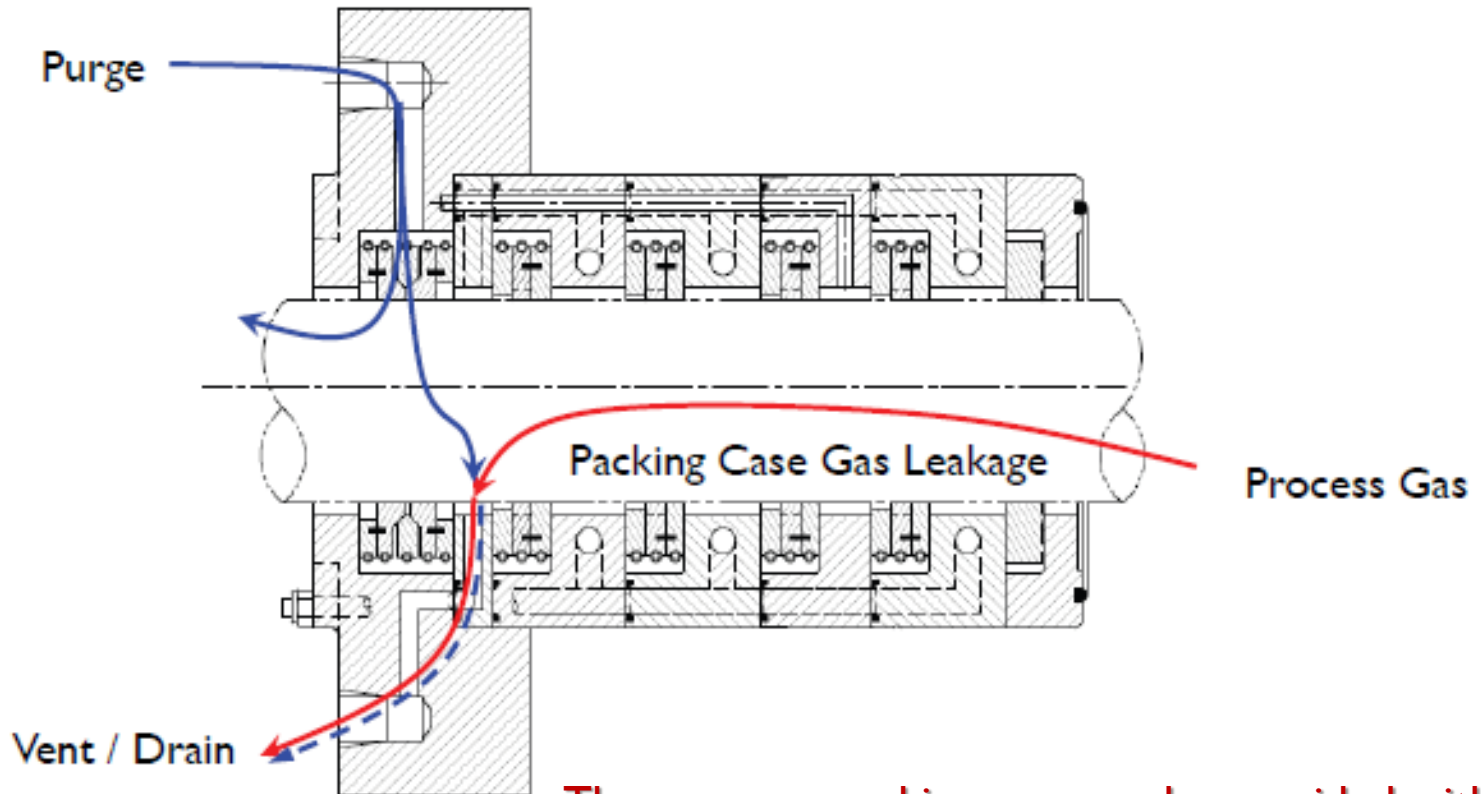 Purge
Packing Case Gas Leakage
Process Gas
Vent / Drain